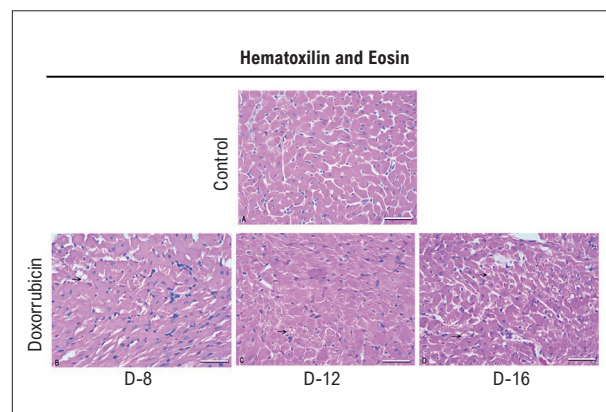 Hematoxilin and Eosin
Control
A
Doxorrubicin
B
C
D
D-8
D-12
D-16